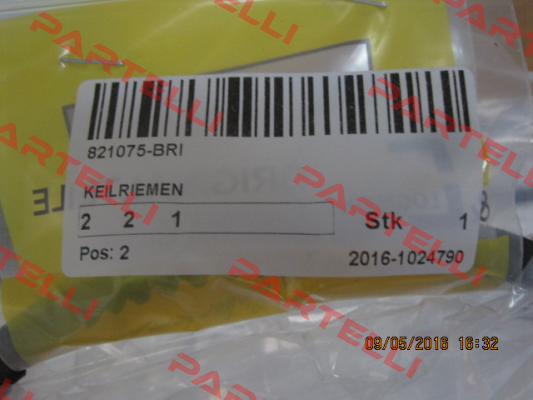 821075-BRI
KEILRIEMEN
2 2 1 Stk 1
Pos: 2 2016-1024790
09/05/2016 16:32
PARTELLI
PARTELLI
PARTELLI
PARTELLI
PARTELLI
PARTELLI